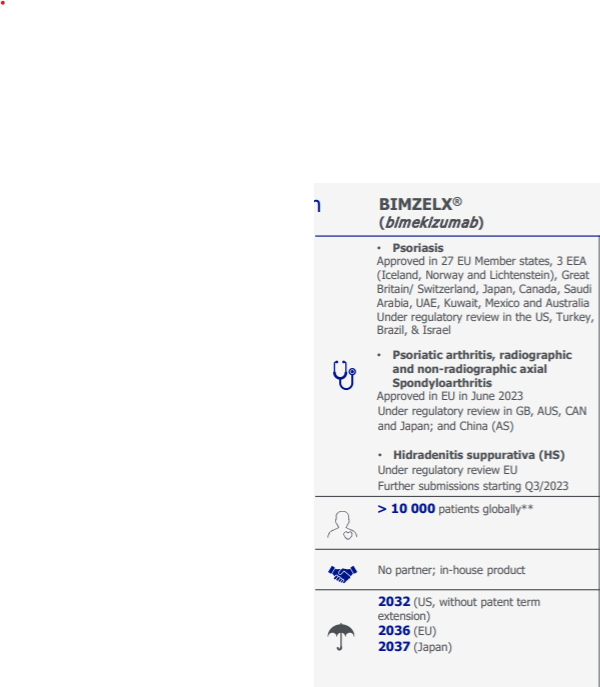 BIMZELX®
(bimekizumab)
• Psoriasis
Approved in 27 EU Member states, 3 EEA
(Iceland, Norway and Lichtenstein), Great
Britain/ Switzerland, Japan, Canada, Saudi
Arabia, UAE, Kuwait, Mexico and Australia
Under regulatory review in the US, Turkey,
Brazil, & Israel
• Psoriatic arthritis, radiographic
and non-radiographic axial
Spondyloarthritis
Approved in EU in June 2023
Under regulatory review in GB, AUS, CAN
and Japan; and China (AS)
• Hidradenitis suppurativa (HS)
Under regulatory review EU
Further submissions starting Q3/2023
> 10 000 patients globally**
No partner; in-house product
2032 (US, without patent term
extension)
2036 (EU)
2037 (Japan)